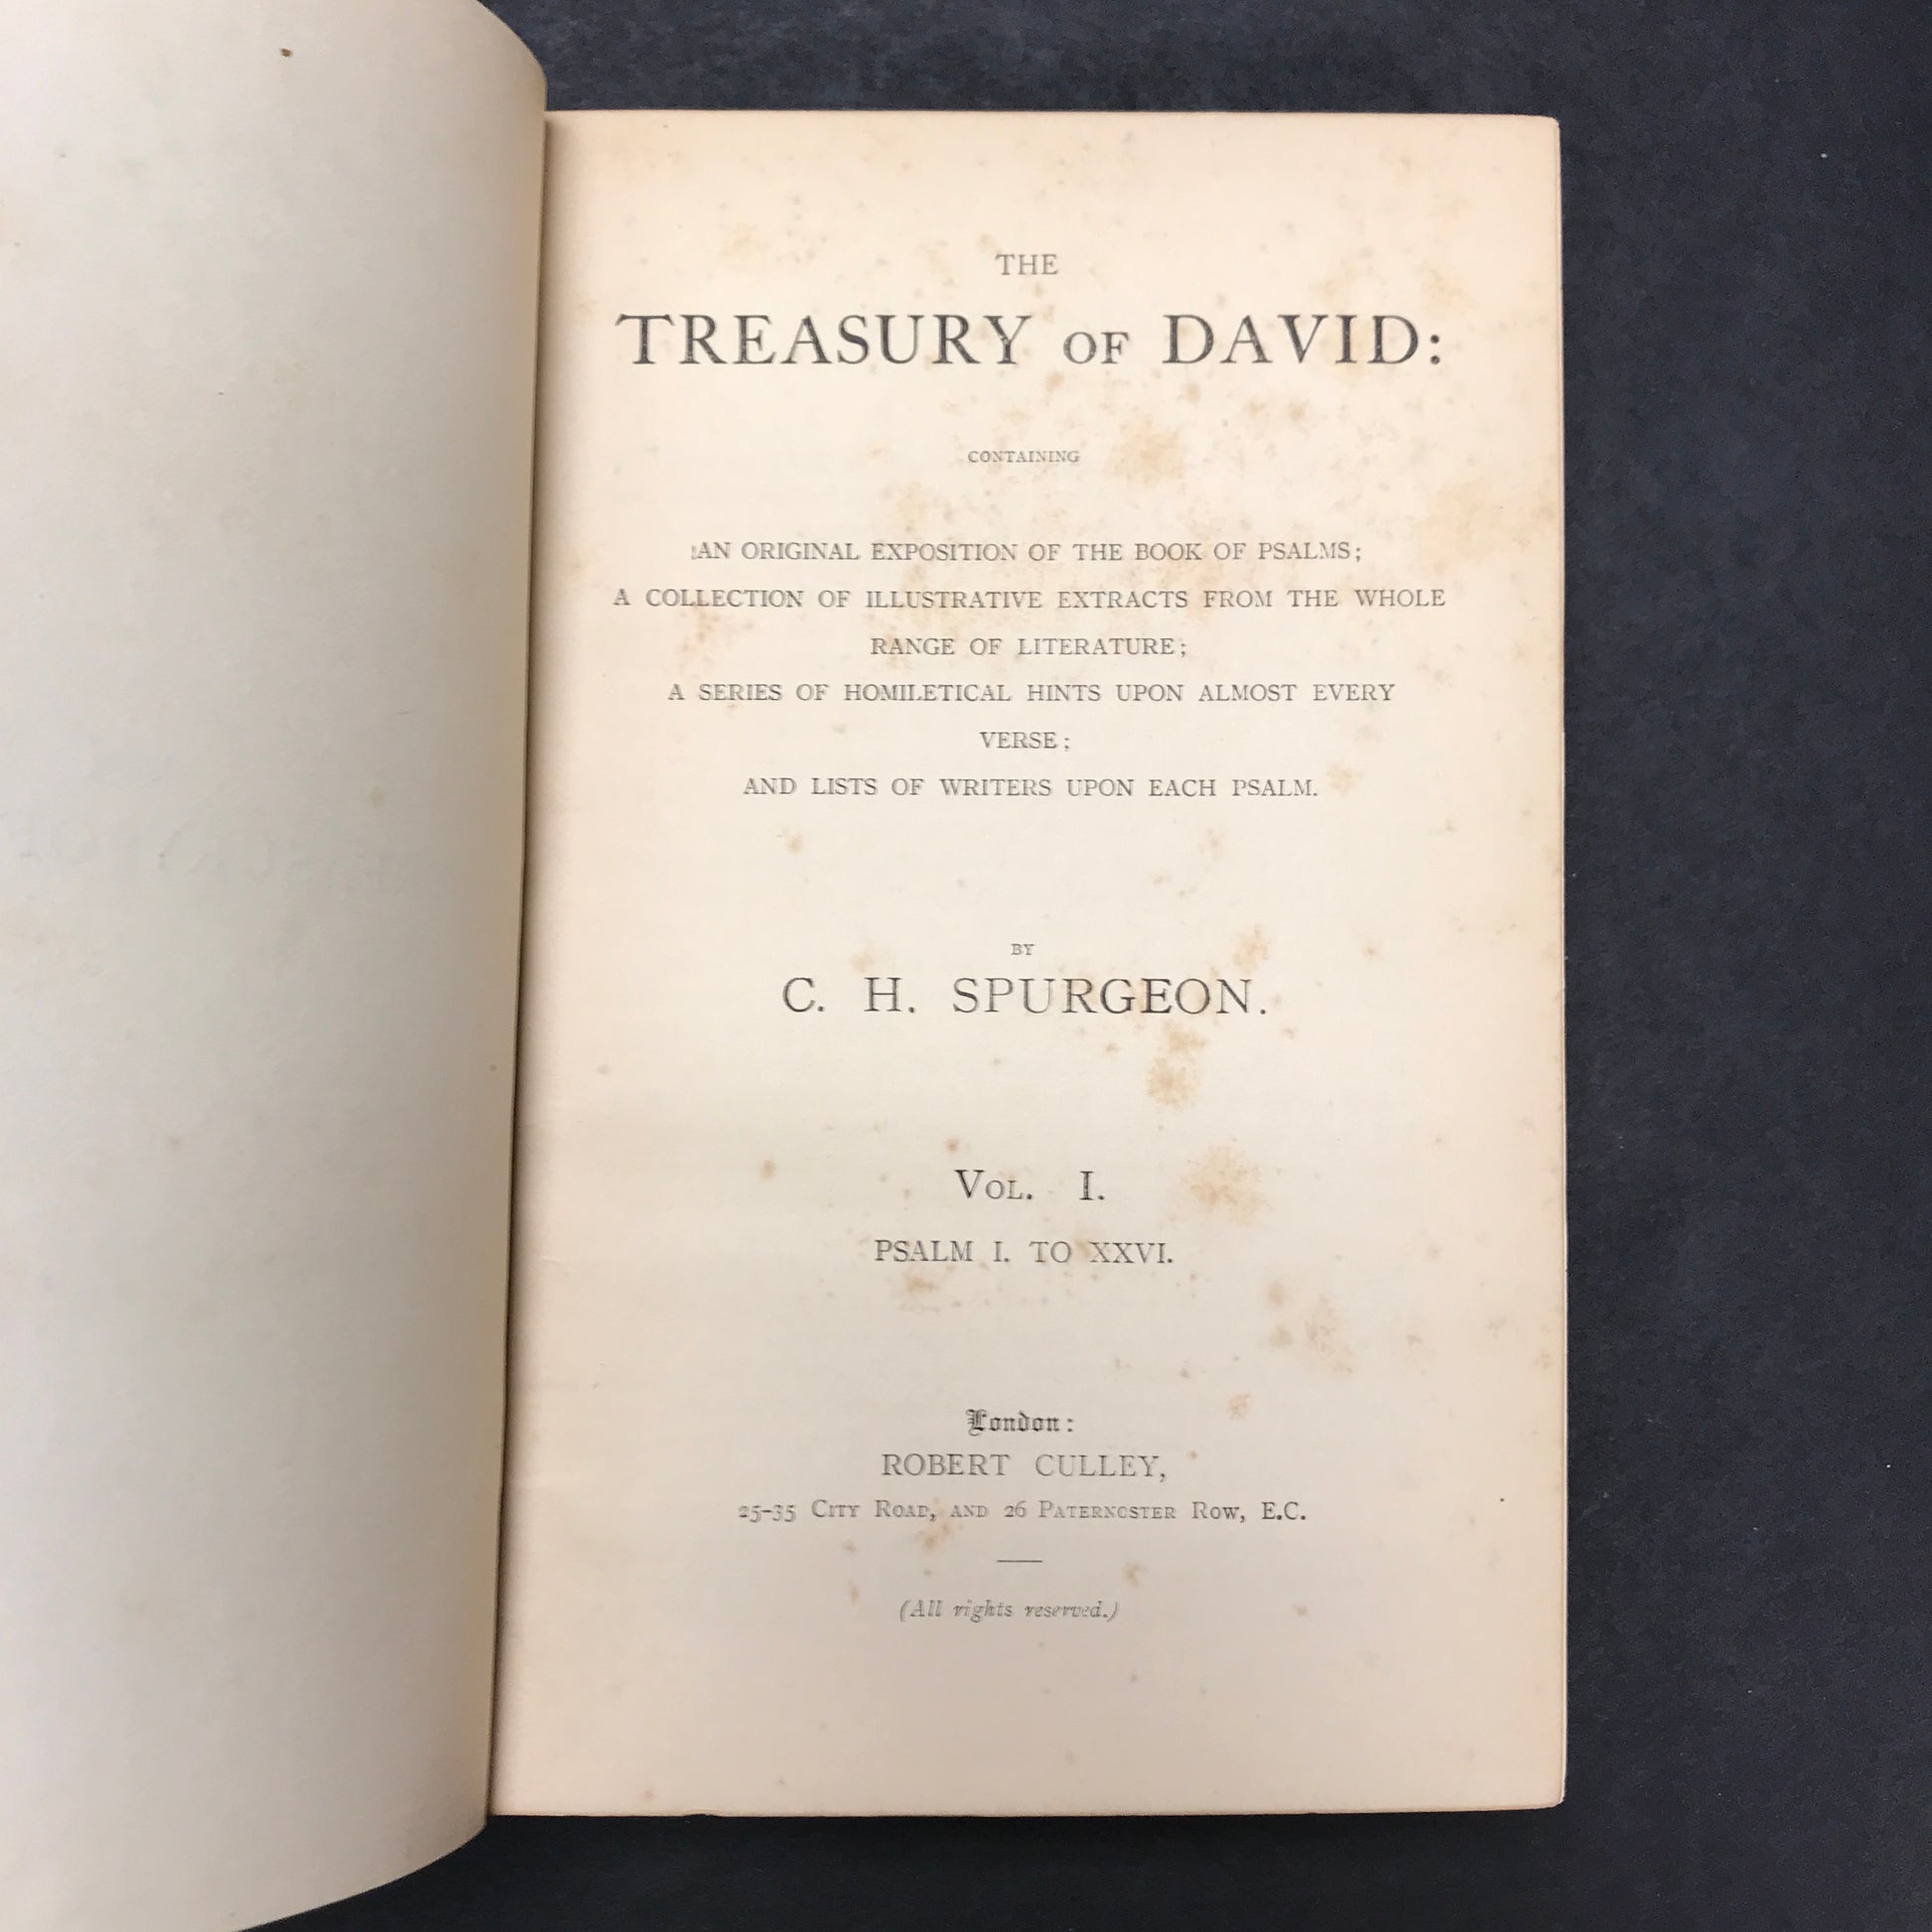 THE
TREASURY OF DAVID:
CONTAINING
AN ORIGINAL EXPOSITION OF THE BOOK OF PSALMS;
A COLLECTION OF ILLUSTRATIVE EXTRACTS FROM THE WHOLE
RANGE OF LITERATURE;
A SERIES OF HOMILETICAL HINTS UPON ALMOST EVERY
VERSE;
AND LISTS OF WRITERS UPON EACH PSALM.
BY
C. H. SPURGEON.
VOL. I.
PSALM I. TO XXVI.
London:
ROBERT CULLEY,
25-35 CITY ROAD, AND 26 PATERNOSTER ROW, E.C.
(All rights reserved.)